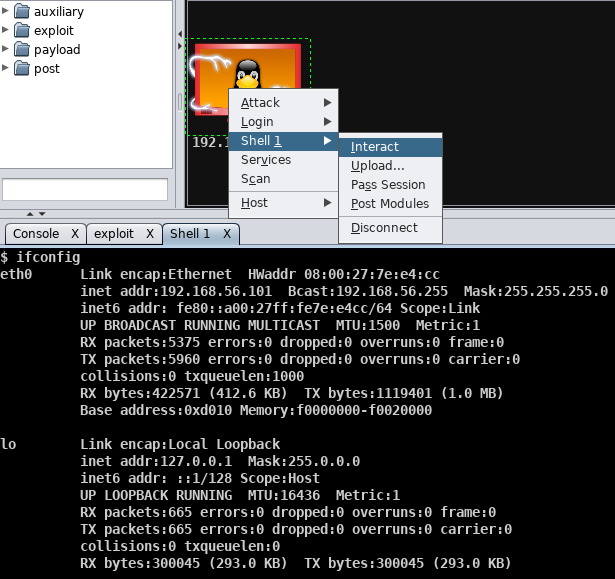 auxiliary
exploit
payload
post
Attack
Login
Shell 1
Services
Scan
Host
Interact
Upload...
Pass Session
Post Modules
Disconnect
192.1
Console X exploit X Shell 1 X
$ ifconfig
eth0 Link encap:Ethernet HWaddr 08:00:27:7e:e4:cc
inet addr:192.168.56.101 Bcast:192.168.56.255 Mask:255.255.255.0
inet6 addr: fe80::a00:27ff:fe7e:e4cc/64 Scope:Link
UP BROADCAST RUNNING MULTICAST MTU:1500 Metric:1
RX packets:5375 errors:0 dropped:0 overruns:0 frame:0
TX packets:5960 errors:0 dropped:0 overruns:0 carrier:0
collisions:0 txqueuelen:1000
RX bytes:422571 (412.6 KB) TX bytes:1119401 (1.0 MB)
Base address:0xd010 Memory:f0000000-f0020000
lo Link encap:Local Loopback
inet addr:127.0.0.1 Mask:255.0.0.0
inet6 addr: ::1/128 Scope:Host
UP LOOPBACK RUNNING MTU:16436 Metric:1
RX packets:665 errors:0 dropped:0 overruns:0 frame:0
TX packets:665 errors:0 dropped:0 overruns:0 carrier:0
collisions:0 txqueuelen:0
RX bytes:300045 (293.0 KB) TX bytes:300045 (293.0 KB)